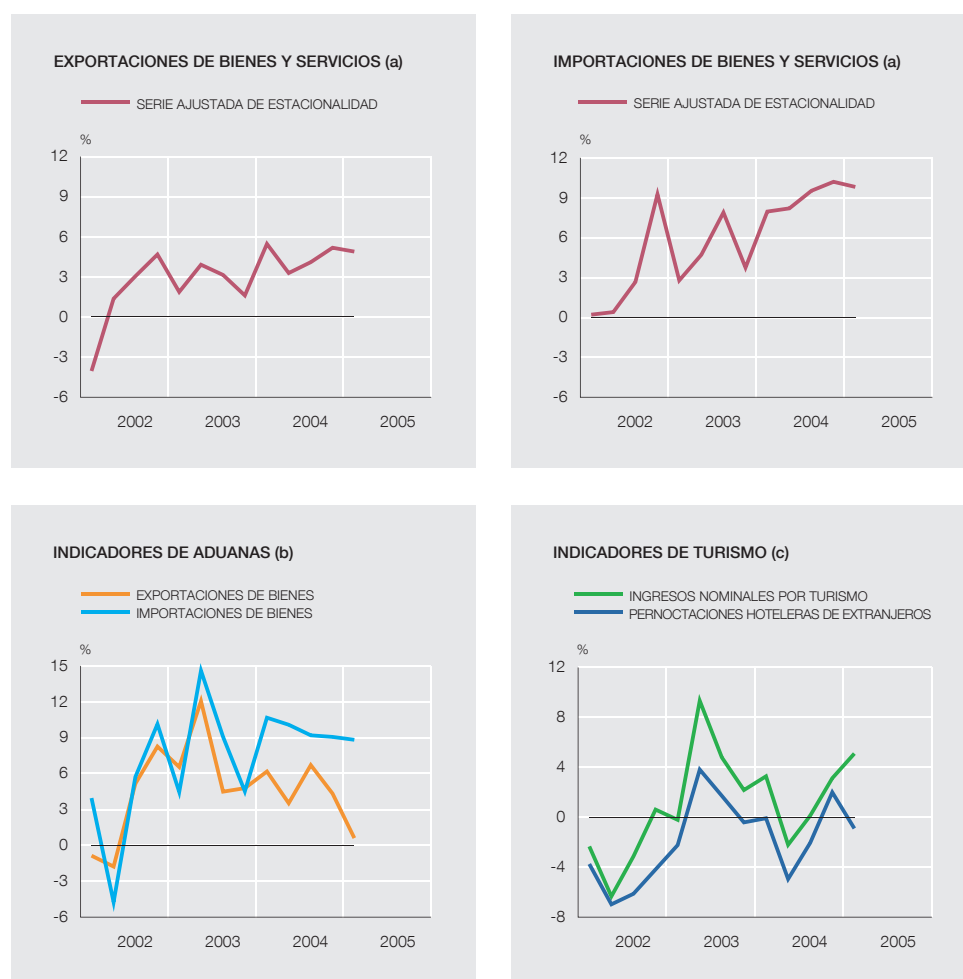 EXPORTACIONES DE BIENES Y SERVICIOS (a)
SERIE AJUSTADA DE ESTACIONALIDAD
%
12
9
6
3
0
-3
-6
2002 2003 2004 2005
IMPORTACIONES DE BIENES Y SERVICIOS (a)
SERIE AJUSTADA DE ESTACIONALIDAD
%
12
9
6
3
0
-3
-6
2002 2003 2004 2005
INDICADORES DE ADUANAS (b)
EXPORTACIONES DE BIENES
IMPORTACIONES DE BIENES
%
15
12
9
6
3
0
-3
-6
2002 2003 2004 2005
INDICADORES DE TURISMO (c)
INGRESOS NOMINALES POR TURISMO
PERNOCTACIONES HOTELERAS DE EXTRANJEROS
%
12
8
4
0
-4
-8
2002 2003 2004 2005